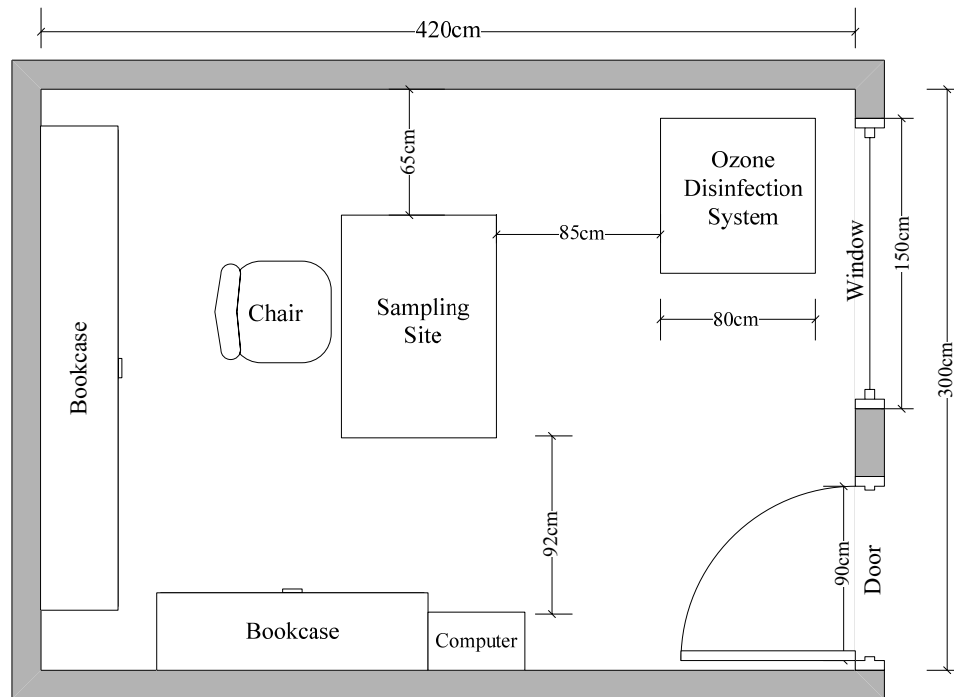 420cm
65cm
Ozone
Disinfection
System
85cm
Window
150cm
80cm
Chair
Sampling
Site
Bookcase
300cm
92cm
90cm
Door
Bookcase
Computer